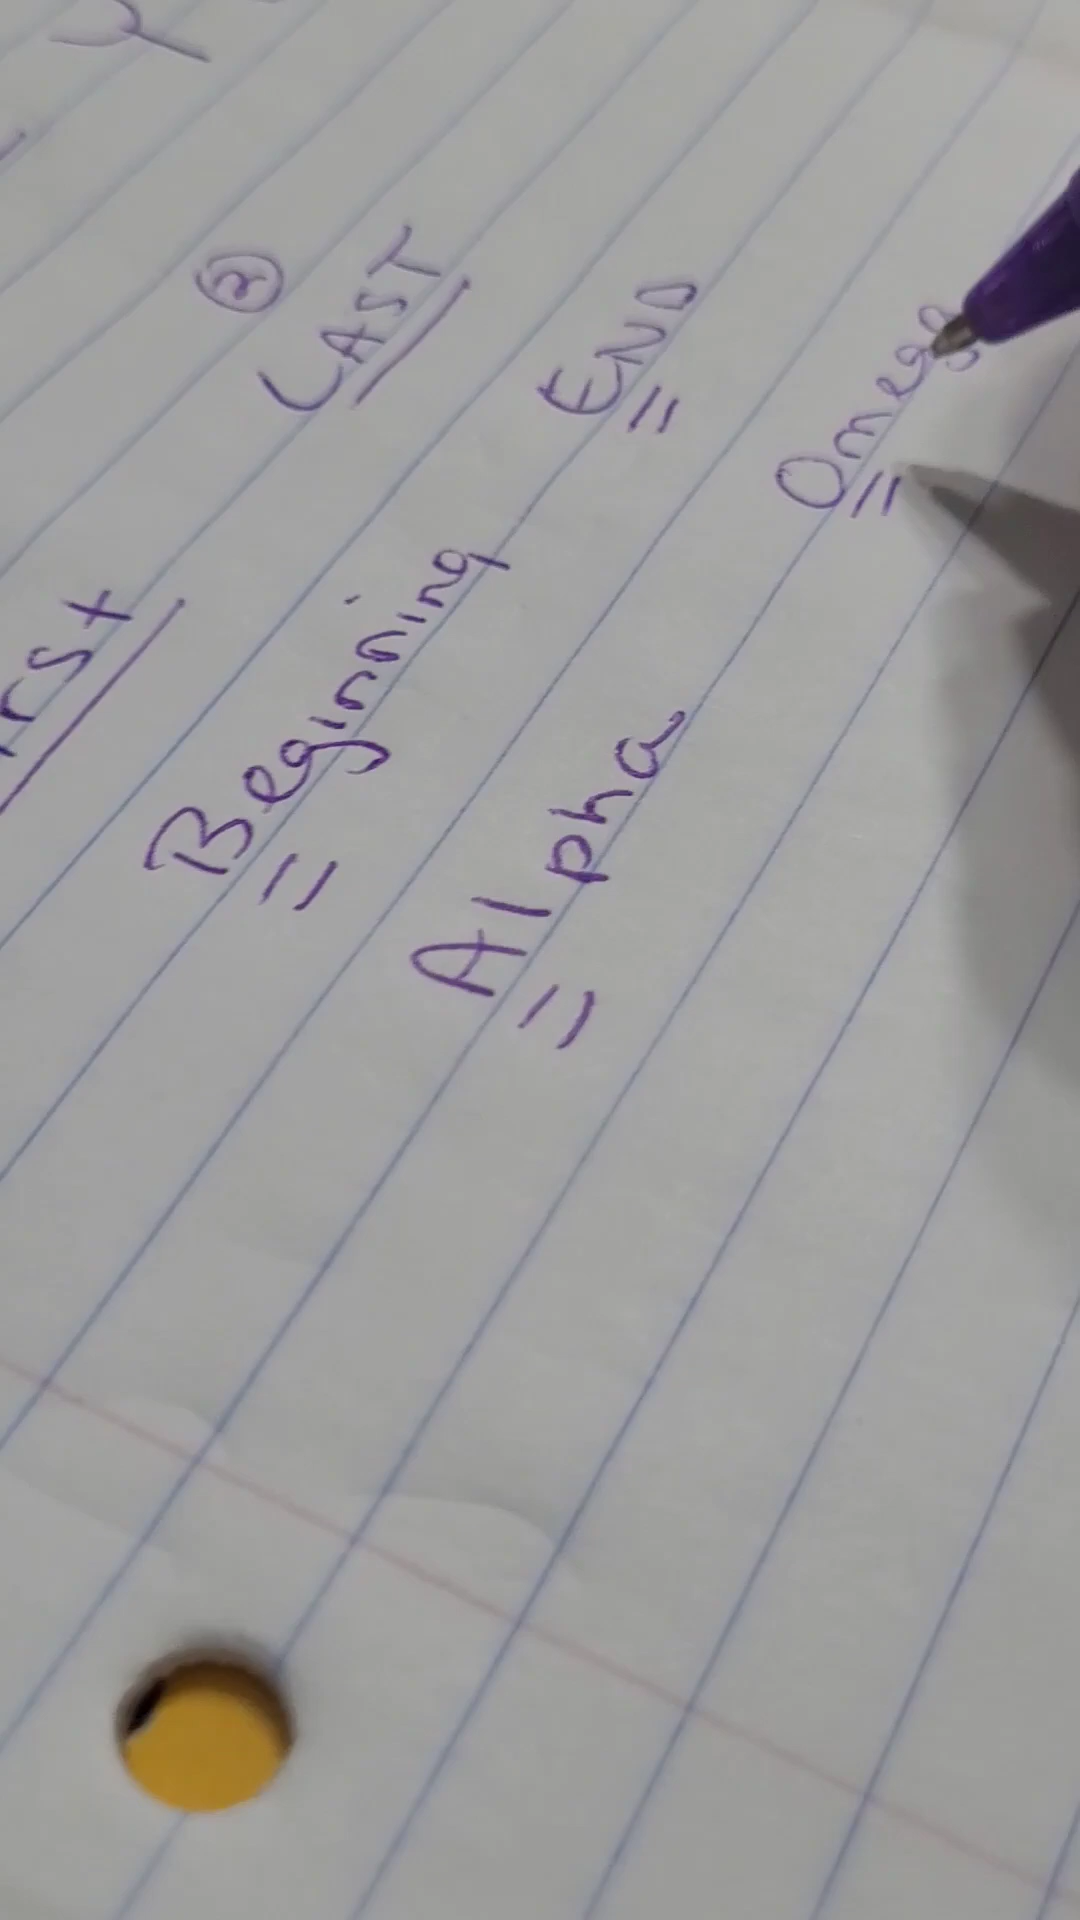 ②
rst LAST
Beginning END
Alpha Omega